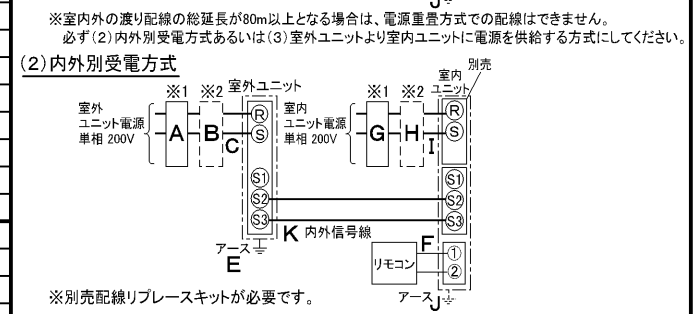 ※室内外の渡り配線の総延長が80m以上となる場合は、電源重畳方式での配線はできません。
必ず(2)内外別受電方式あるいは(3)室外ユニットより室内ユニットに電源を供給する方式にしてください。
(2)内外別受電方式
※1 ※2 室外ユニット
室外
ユニット電源
単相 200V
A B C
R
S
S1
S2
S3
アース
E
K 内外信号線
別売
室内
ユニット
※1 ※2
室内
ユニット電源
単相 200V
G H I
R
S
S1
S2
S3
F
リモコン
①
②
アース J
※別売配線リプレースキットが必要です。